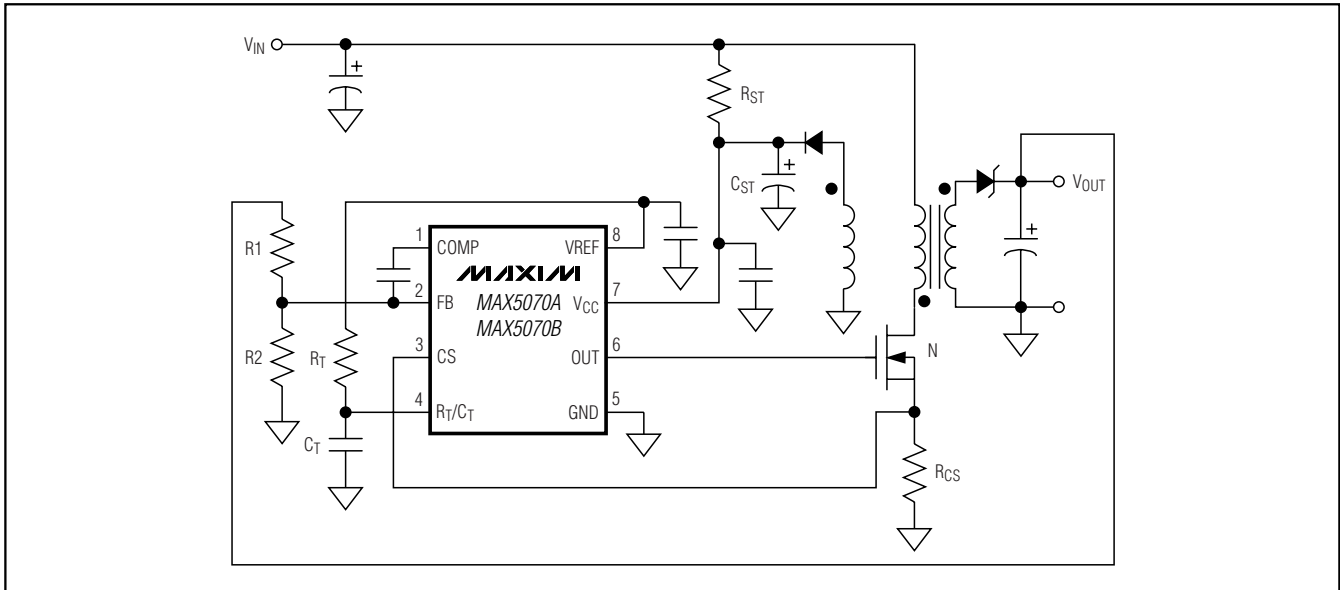 VIN
+
RST
+
CST
VOUT
+
R1
1
COMP
VREF
8
MAXIM
2
FB
MAX5070A
VCC
7
MAX5070B
R2
RT
3
CS
OUT
6
N
4
RT/CT
GND
5
CT
RCS